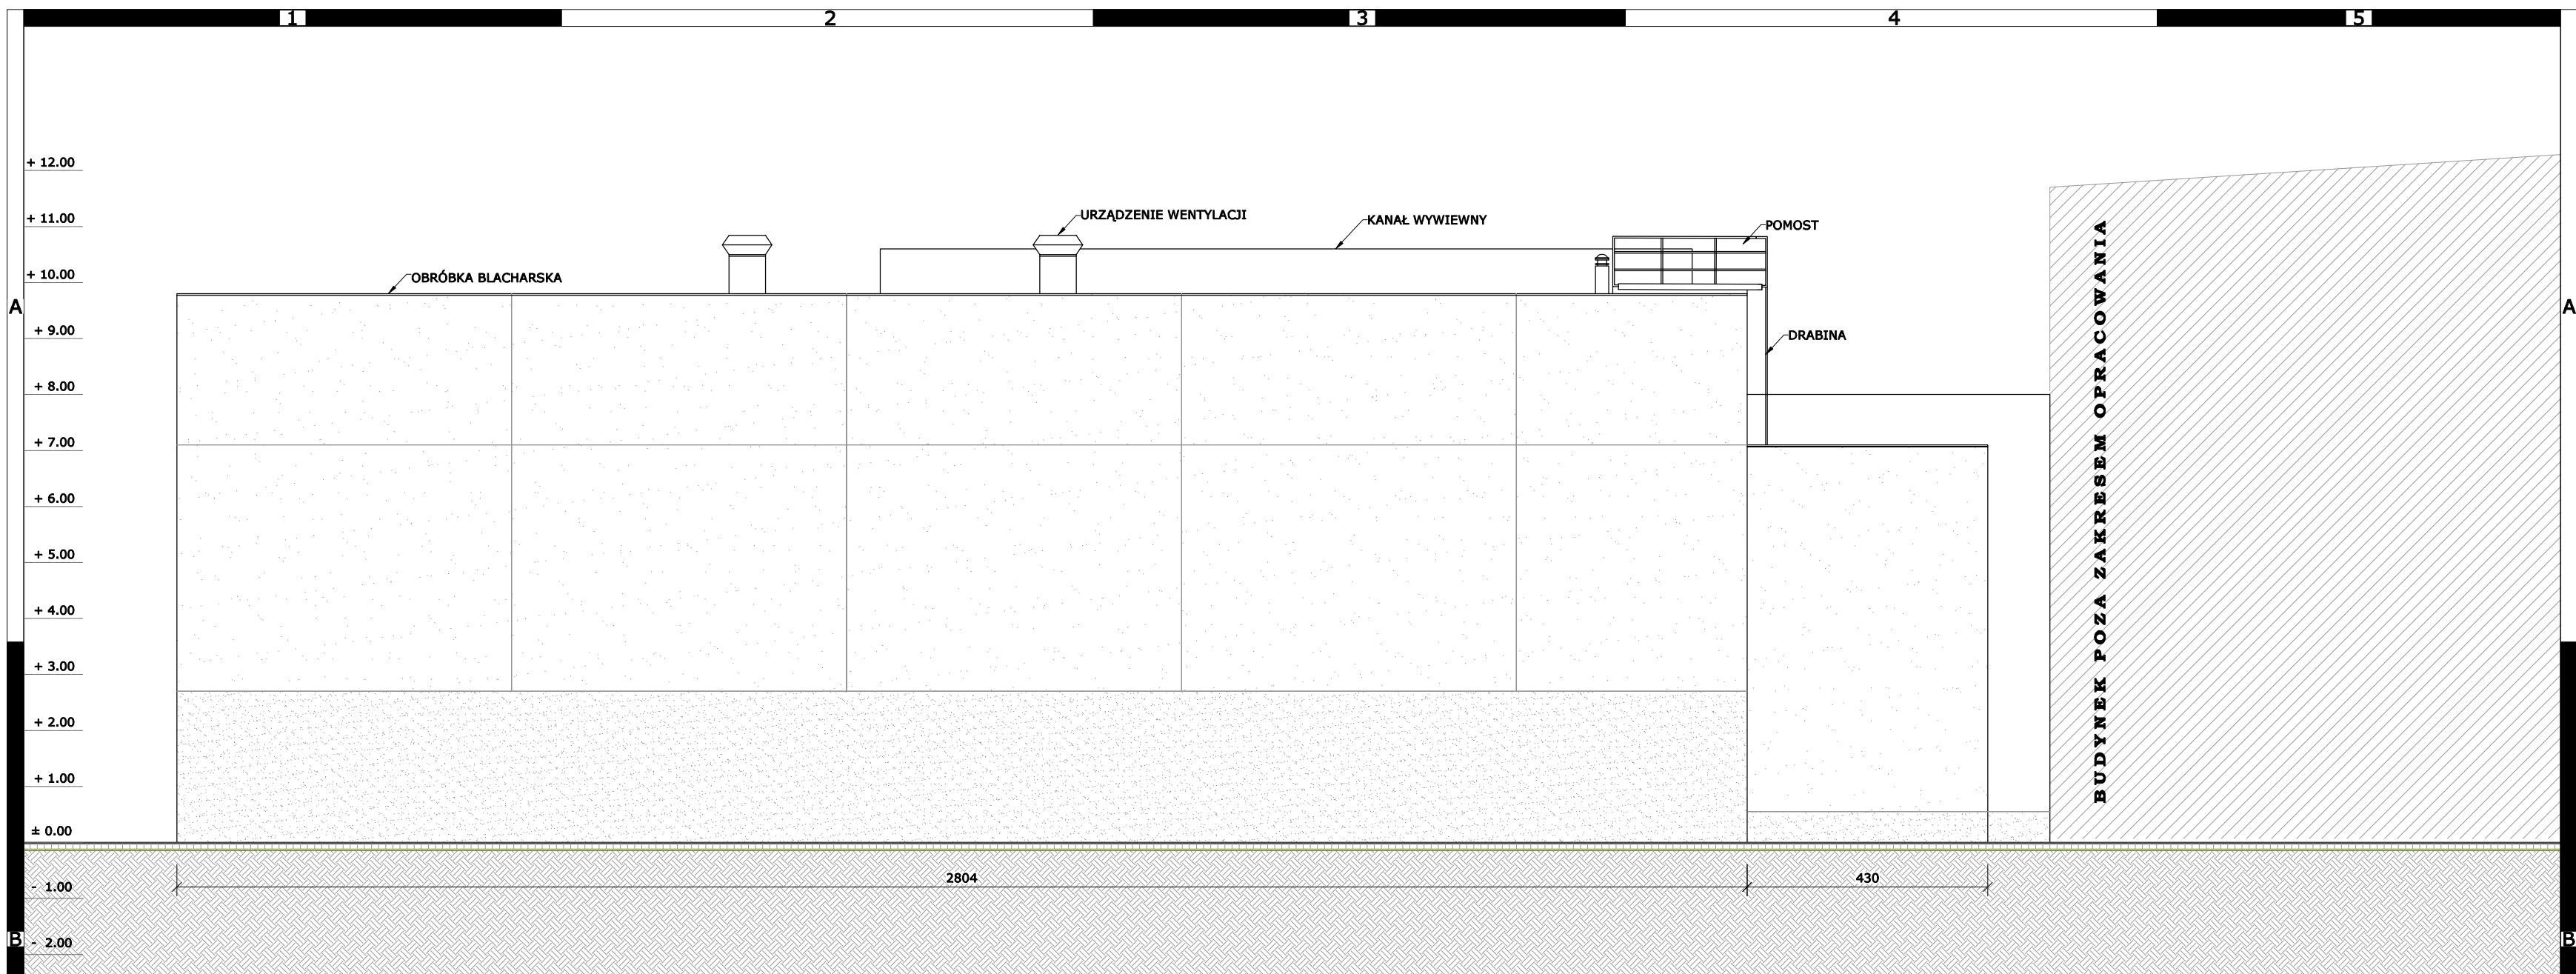 1 2 3 4 5
+ 12.00
URZĄDZENIE WENTYLACJI
+ 11.00
KANAŁ WYWIEWNY
POMOST
+ 10.00
OBRÓBKA BLACHARSKA
A
A
+ 9.00
DRABINA
+ 8.00
+ 7.00
+ 6.00
+ 5.00
+ 4.00
+ 3.00
+ 2.00
+ 1.00
± 0.00
BUDYNEK POZA ZAKRESEM OPRACOWANIA
2804
430
- 1.00
B
B
- 2.00